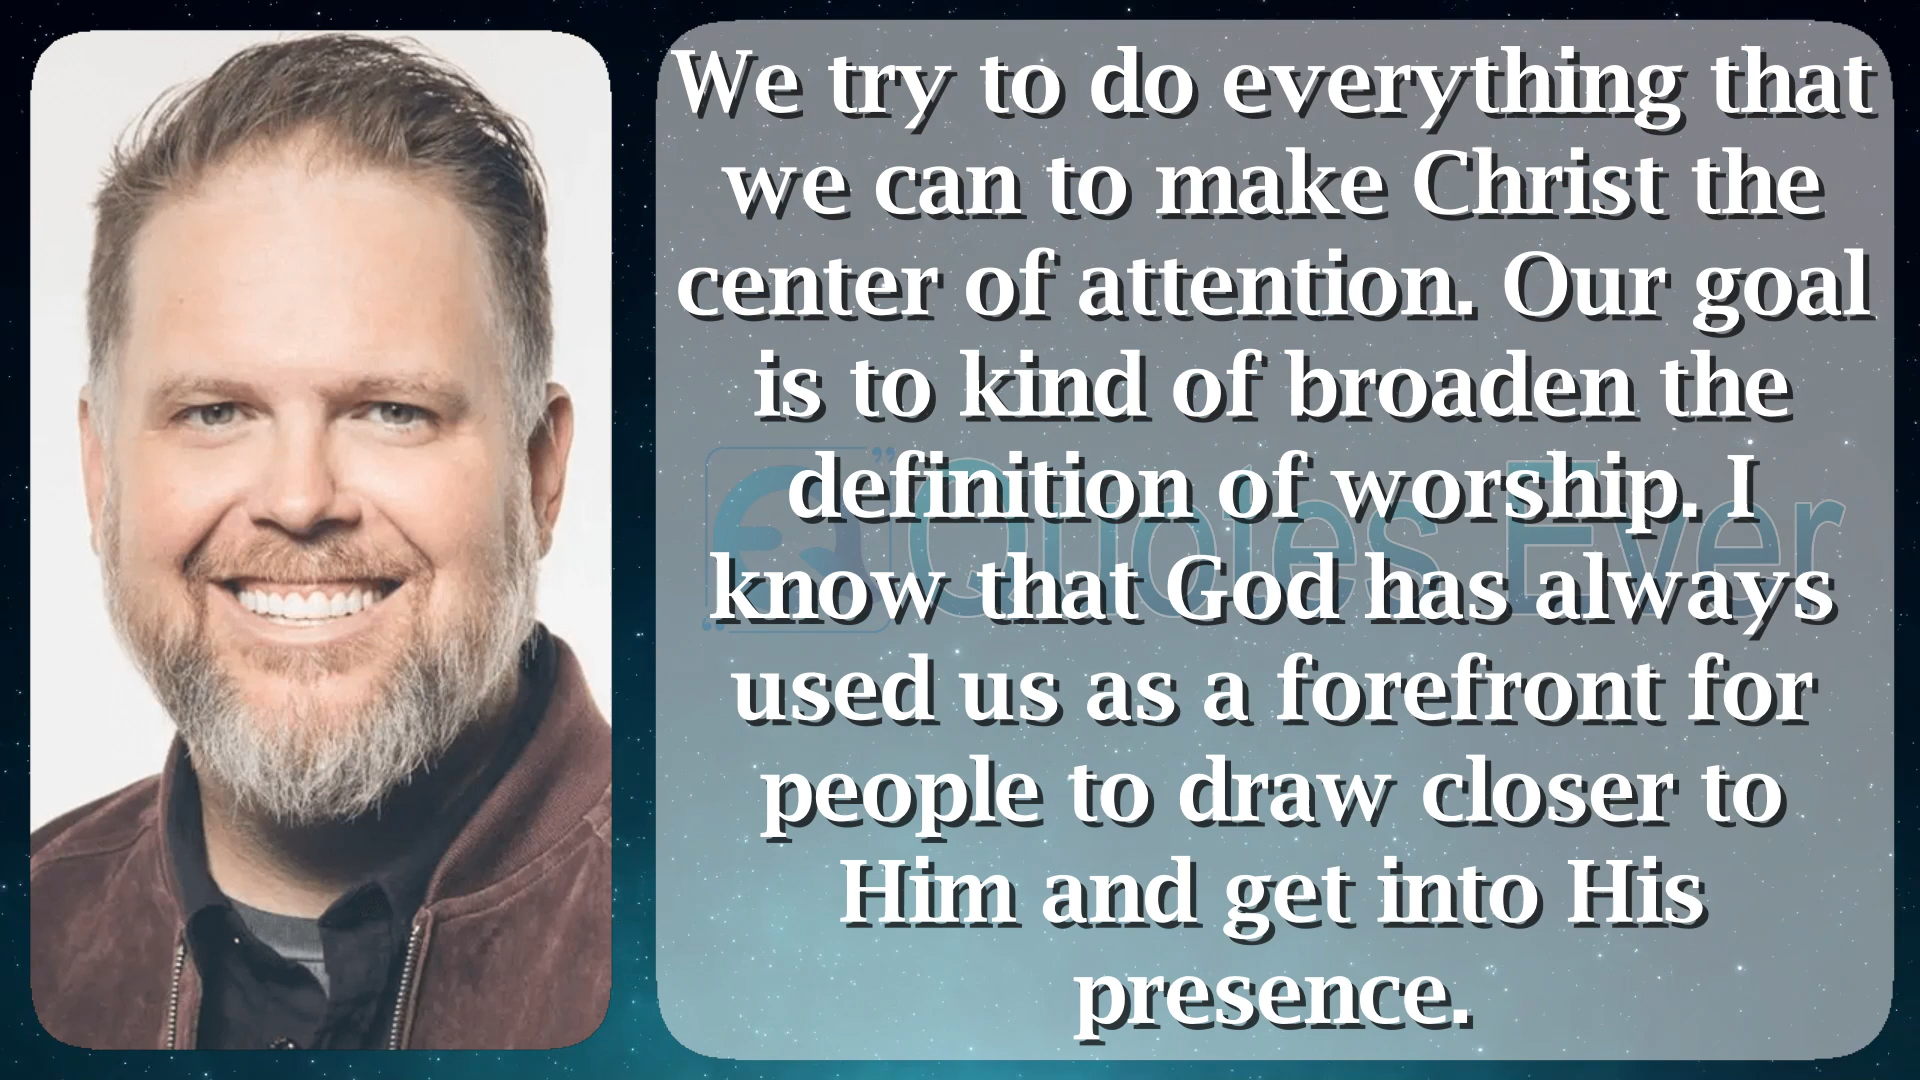 We try to do everything that
we can to make Christ the
center of attention. Our goal
is to kind of broaden the
definition of worship. I
know that God has always
used us as a forefront for
people to draw closer to
Him and get into His
presence.
Quotes Ever